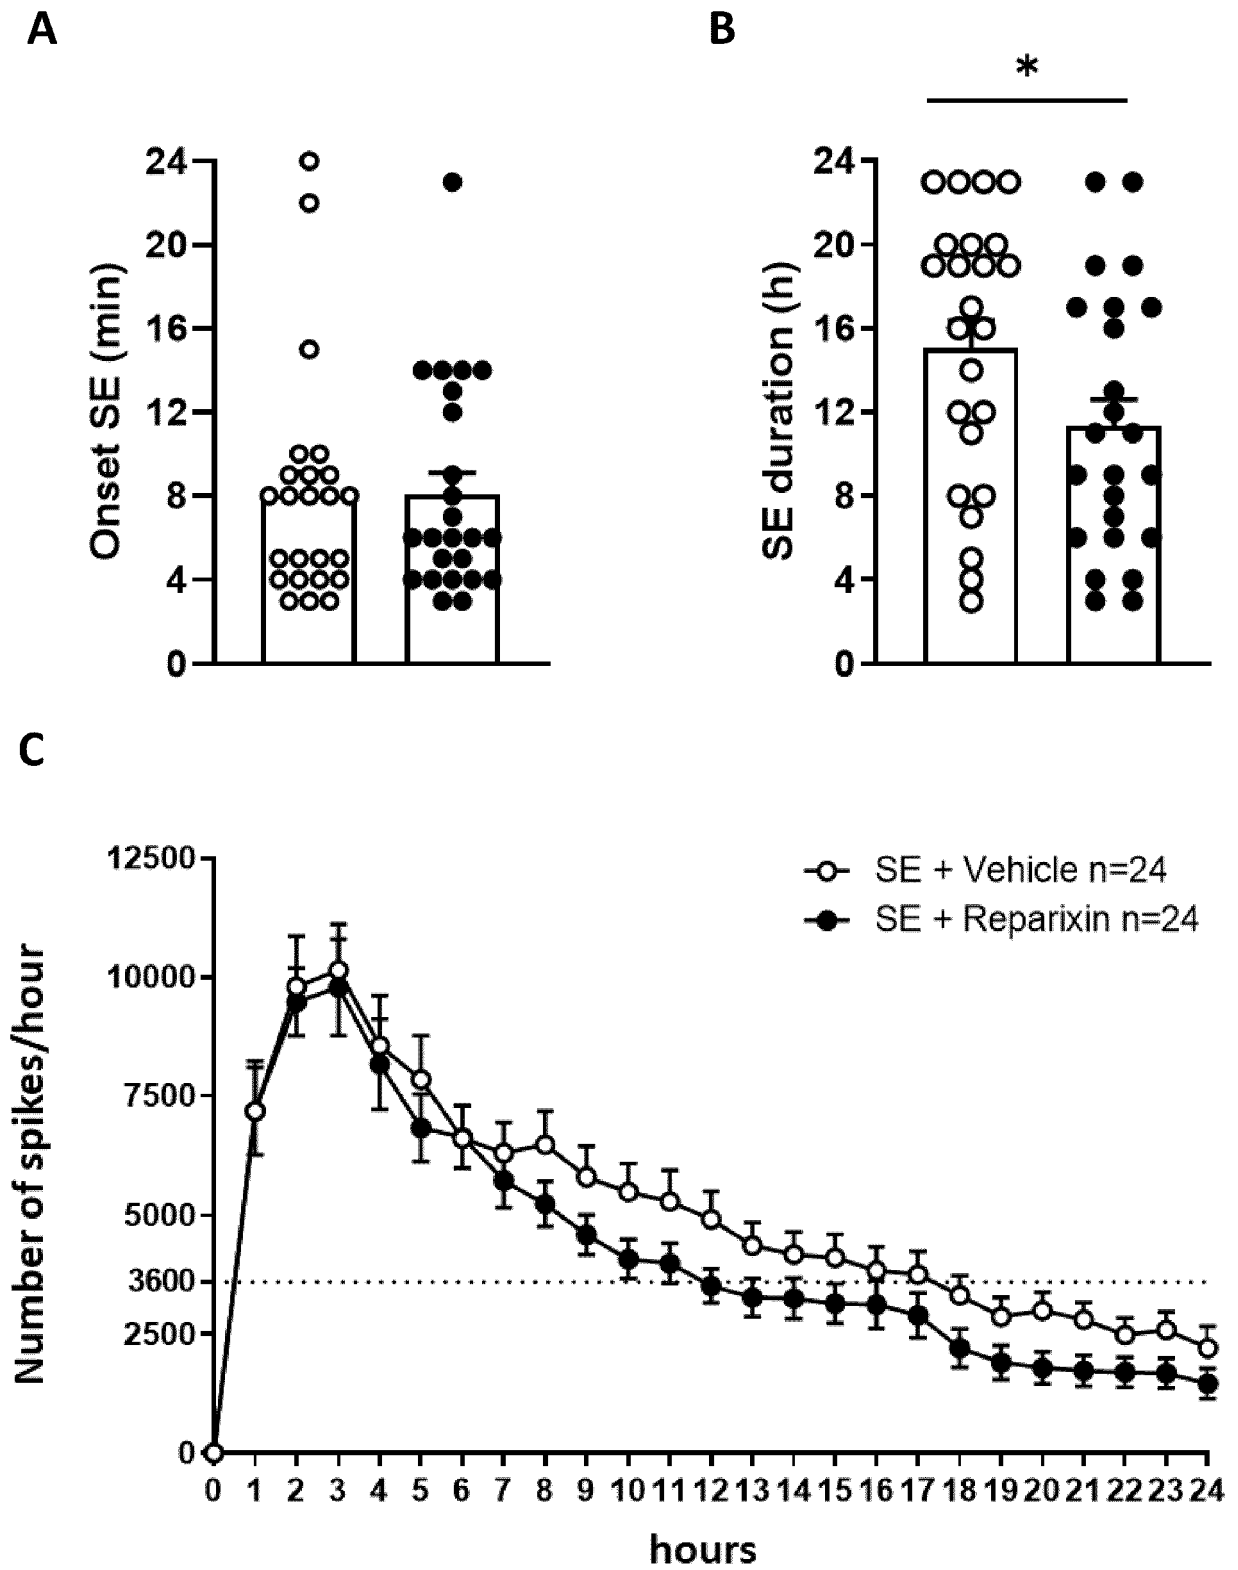 A
B
*
24
20
16
12
8
4
0
Onset SE (min)
24
20
16
12
8
4
0
SE duration (h)
C
12500
10000
7500
5000
3600
2500
0
Number of spikes/hour
SE + Vehicle n=24
SE + Reparixin n=24
0 1 2 3 4 5 6 7 8 9 10 11 12 13 14 15 16 17 18 19 20 21 22 23 24
hours